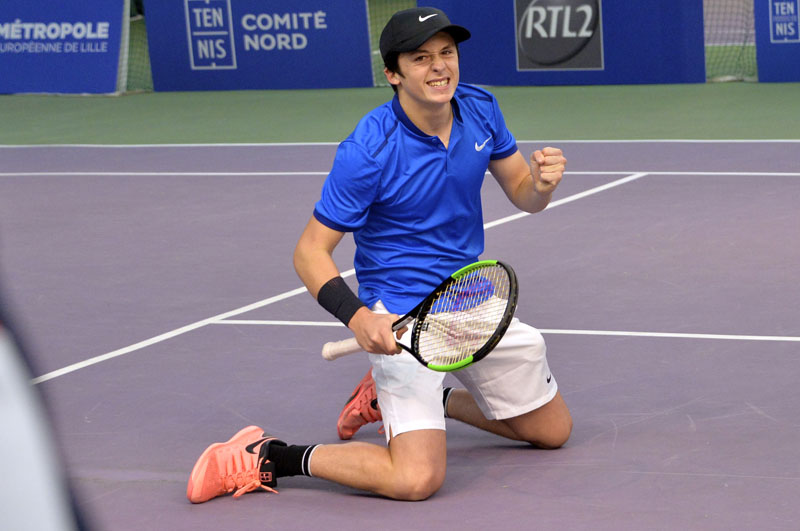 MÉTROPOLE
EUROPÉENNE DE LILLE
TEN
NIS
COMITÉ
NORD
RTL2
TEN
NIS